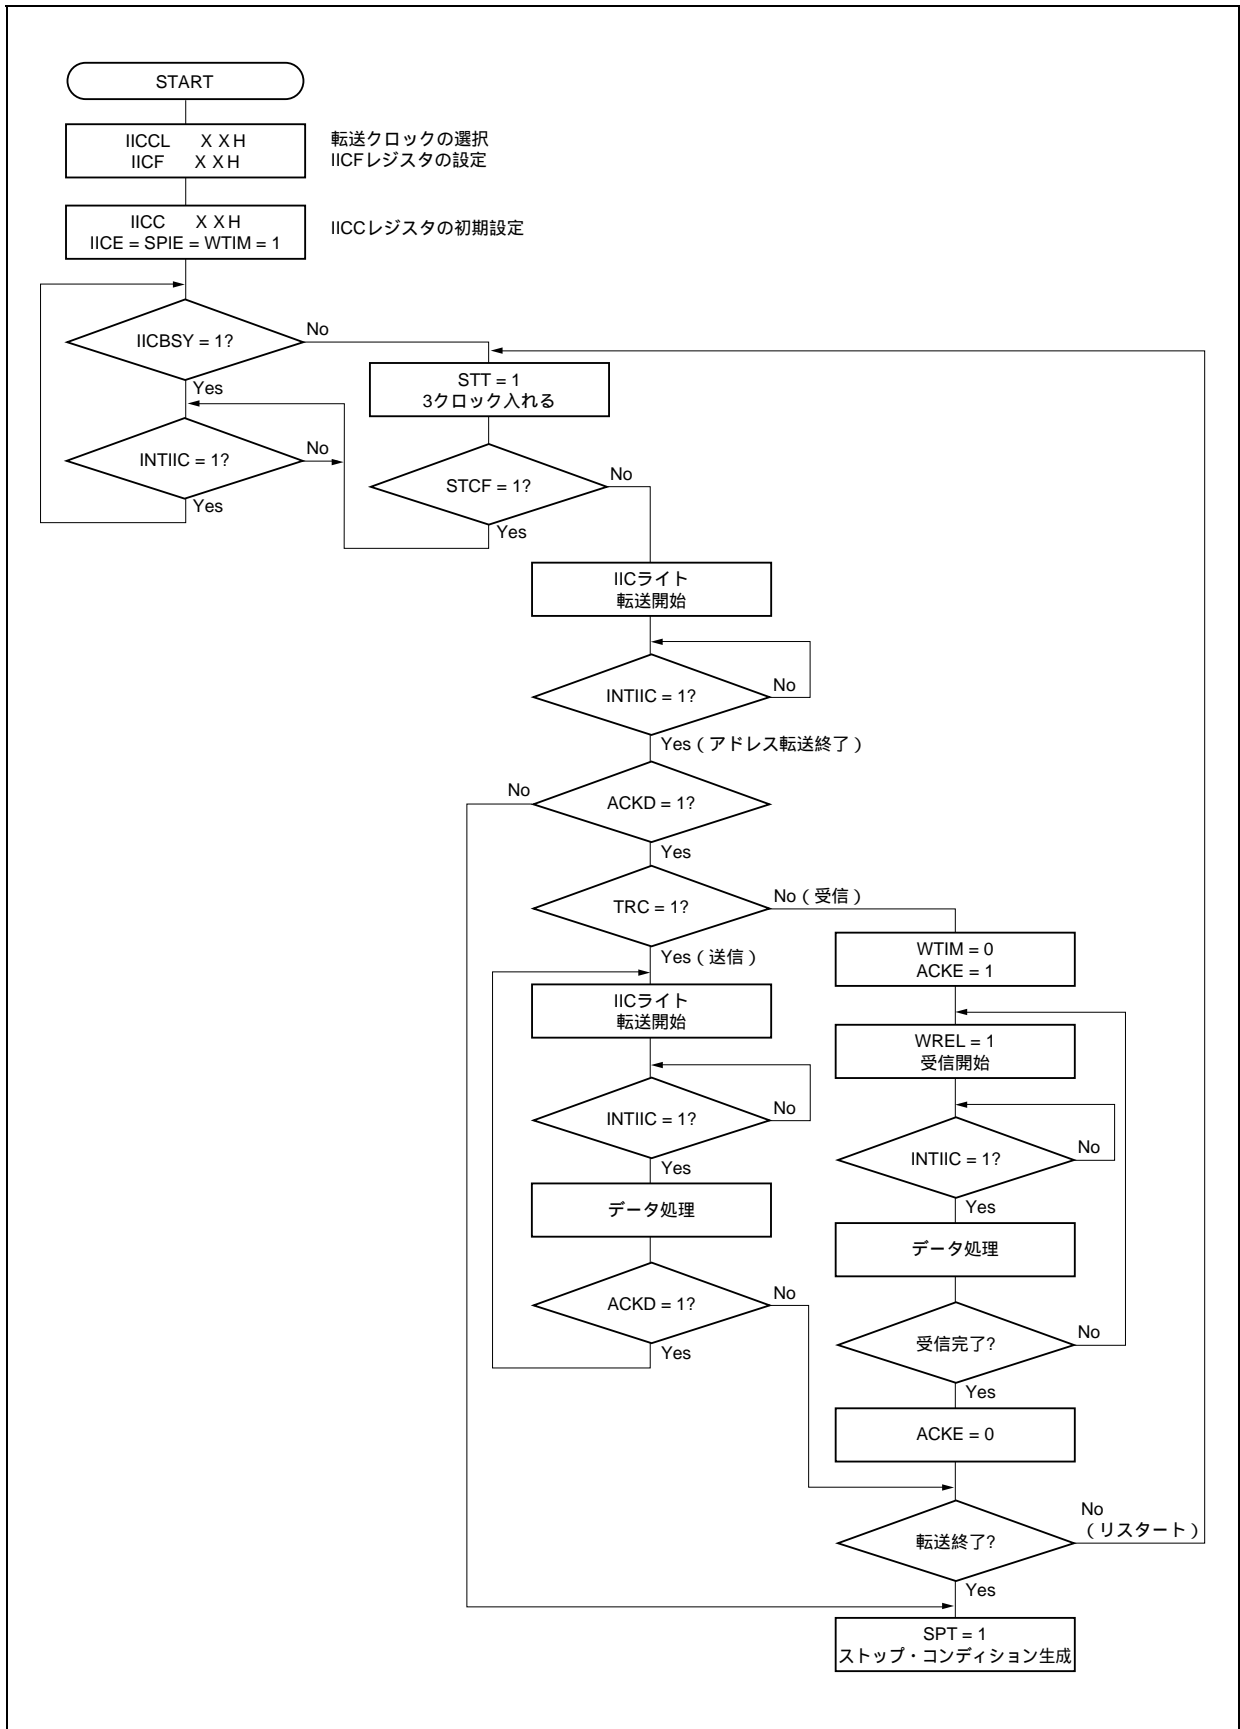 START
IICCL X X H
IICF X X H
転送クロックの選択
IICFレジスタの設定
IICC X X H
IICE = SPIE = WTIM = 1
IICCレジスタの初期設定
IICBSY = 1?
No
Yes
STT = 1
3クロック入れる
INTIIC = 1?
No
Yes
STCF = 1?
No
Yes
IICライト
転送開始
INTIIC = 1?
No
Yes ( アドレス転送終了 )
ACKD = 1?
No
Yes
TRC = 1?
No ( 受信 )
Yes ( 送信 )
WTIM = 0
ACKE = 1
IICライト
転送開始
WREL = 1
受信開始
INTIIC = 1?
No
Yes
INTIIC = 1?
No
Yes
データ処理
データ処理
ACKD = 1?
No
Yes
受信完了?
No
Yes
ACKE = 0
転送終了?
No
( リスタート )
Yes
SPT = 1
ストップ・コンディション生成